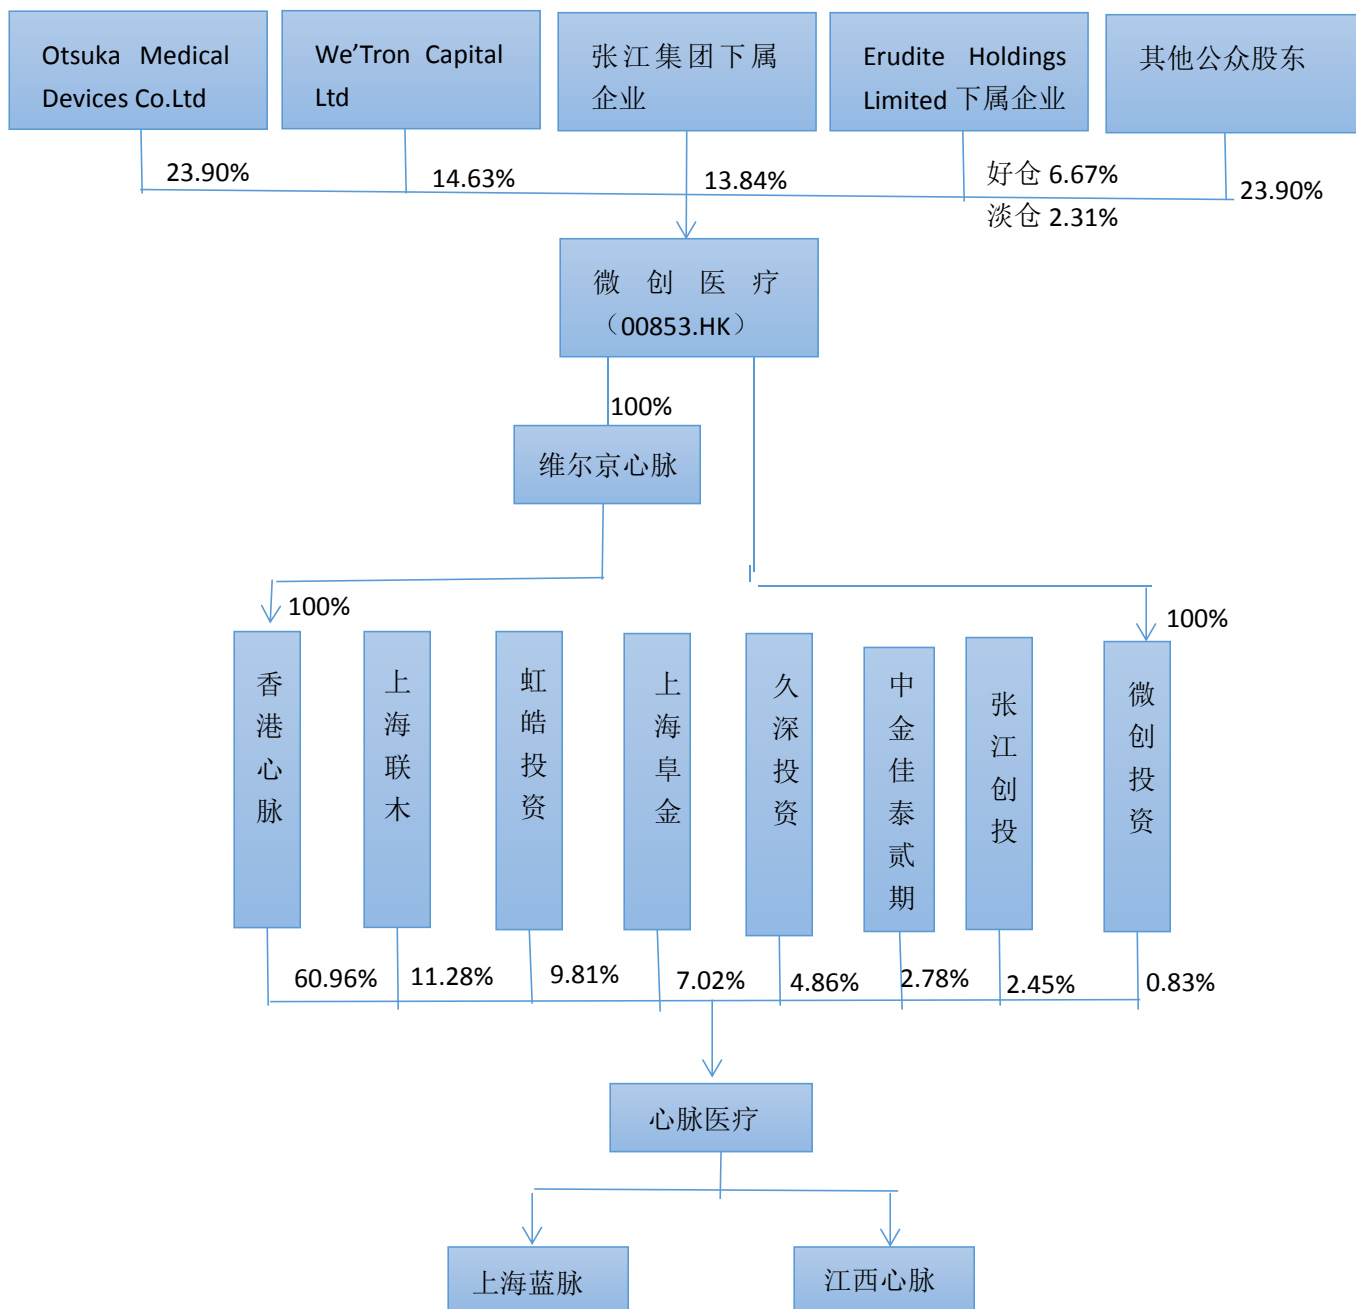 Otsuka Medical
Devices Co.Ltd
We’Tron Capital
Ltd
张江集团下属
企业
Erudite Holdings
Limited 下属企业
其他公众股东
23.90%
14.63%
13.84%
好仓 6.67%
淡仓 2.31%
23.90%
微创医疗
（00853.HK）
100%
维尔京心脉
100%
100%
香港心脉
上海联木
虹皓投资
上海阜金
久深投资
中金佳泰贰期
张江创投
微创投资
60.96%
11.28%
9.81%
7.02%
4.86%
2.78%
2.45%
0.83%
心脉医疗
上海蓝脉
江西心脉